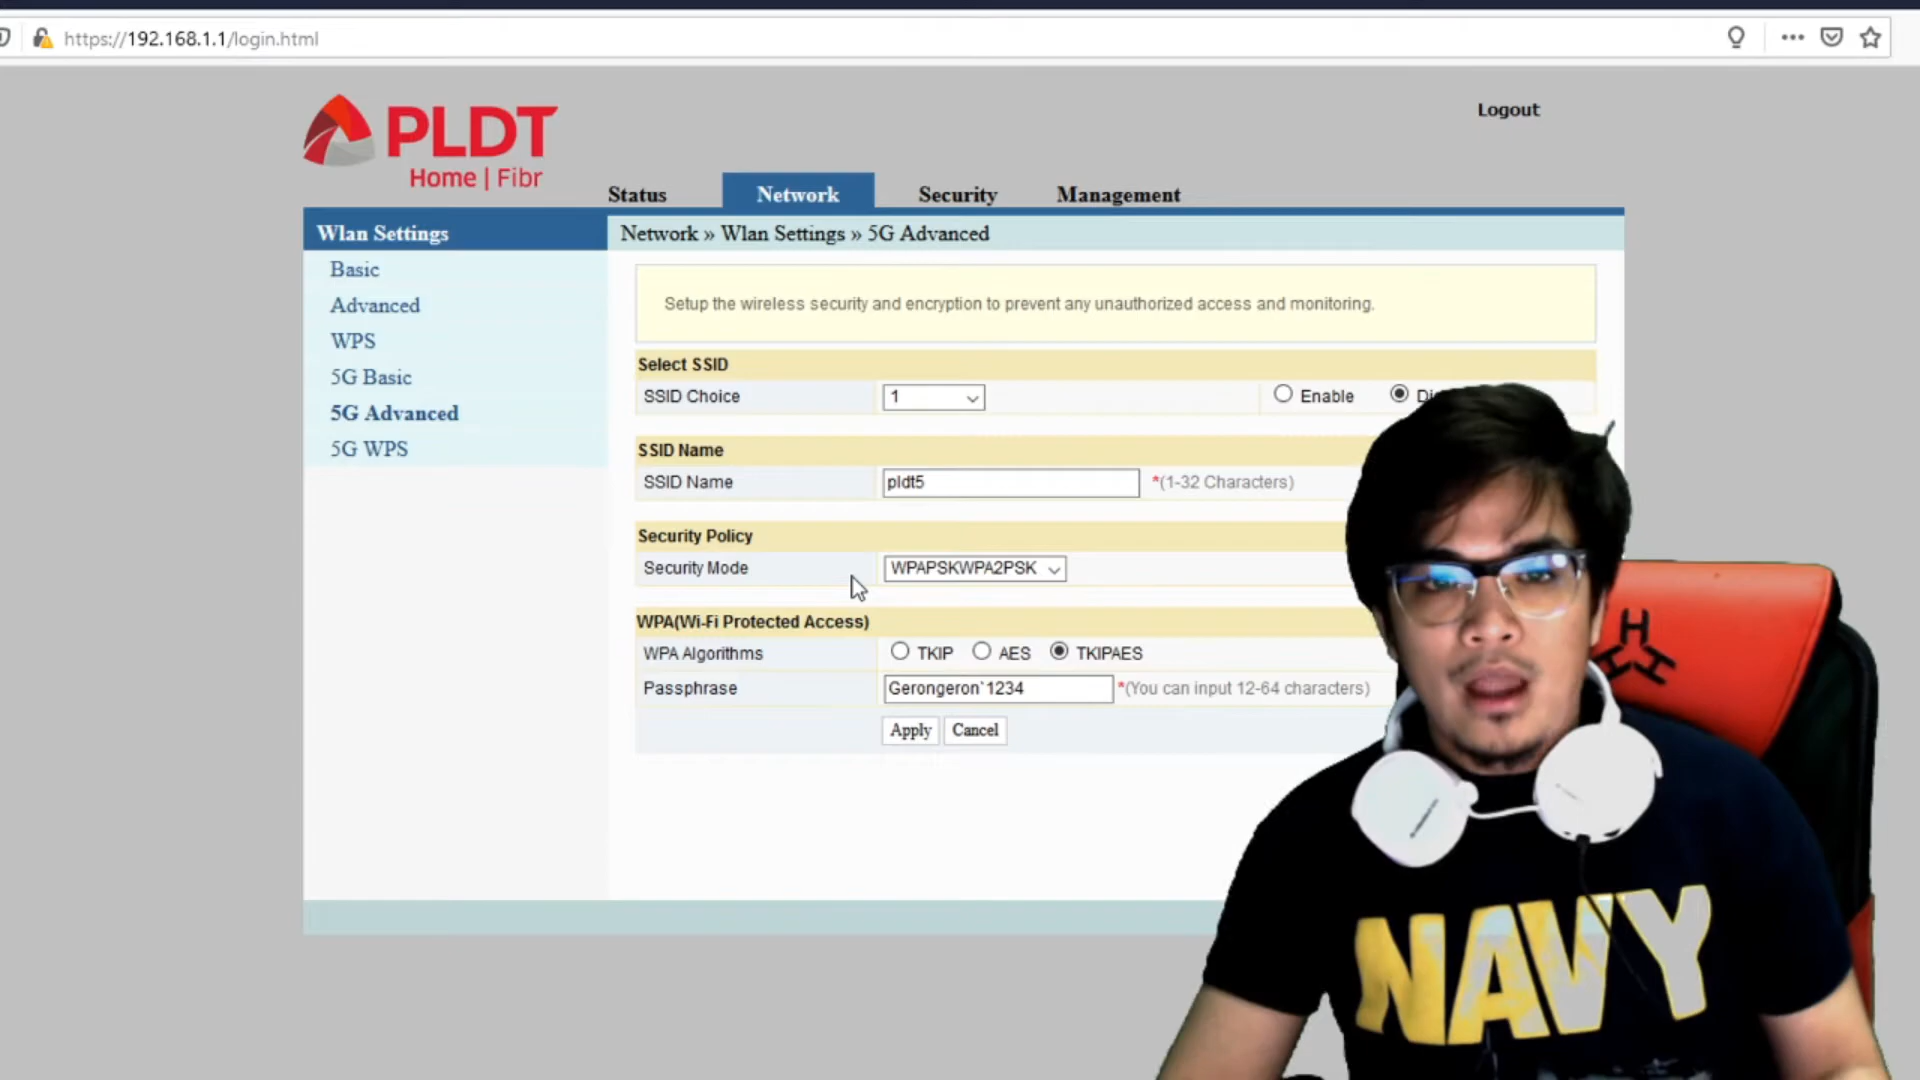 https://192.168.1.1/login.html
PLDT
Home | Fibr
Logout
Status
Network
Security
Management
Wlan Settings
Network » Wlan Settings » 5G Advanced
Basic
Advanced
WPS
5G Basic
5G Advanced
5G WPS
Setup the wireless security and encryption to prevent any unauthorized access and monitoring.
Select SSID
SSID Choice 1 Enable
SSID Name
SSID Name pldt5 *(1-32 Characters)
Security Policy
Security Mode WPAPSKWPA2PSK
WPA(Wi-Fi Protected Access)
WPA Algorithms TKIP AES TKIPAES
Passphrase Gerongeron`1234 *(You can input 12-64 characters)
Apply Cancel
NAVY